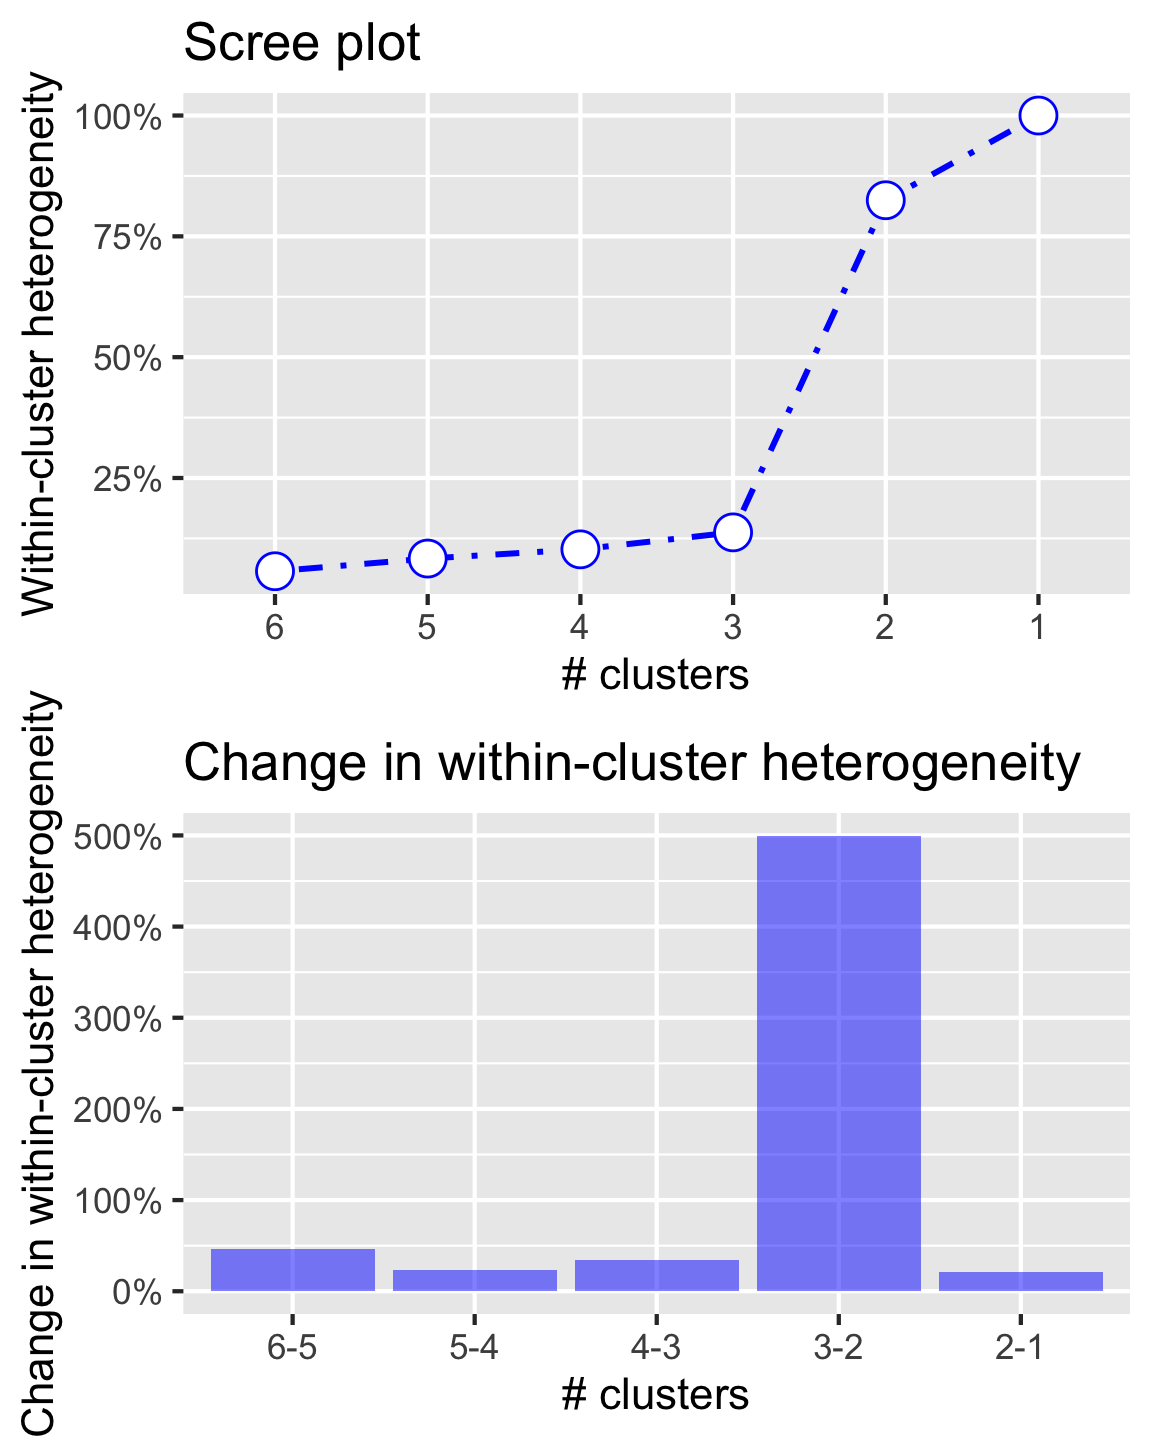 Scree plot
Within-cluster heterogeneity
100%
75%
50%
25%
6 5 4 3 2 1
# clusters
Change in within-cluster heterogeneity
Change in within-cluster heterogeneity
500%
400%
300%
200%
100%
0%
6-5 5-4 4-3 3-2 2-1
# clusters